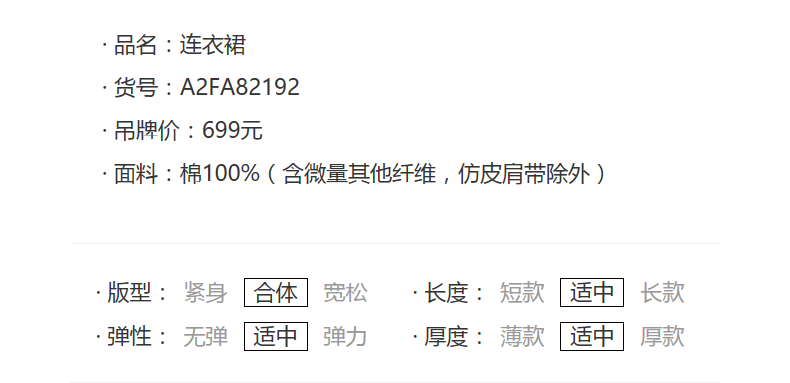 · 品名：连衣裙
· 货号：A2FA82192
· 吊牌价：699元
· 面料：棉100%（含微量其他纤维，仿皮肩带除外）
· 版型： 紧身 合体 宽松 · 长度： 短款 适中 长款
· 弹性： 无弹 适中 弹力 · 厚度： 薄款 适中 厚款